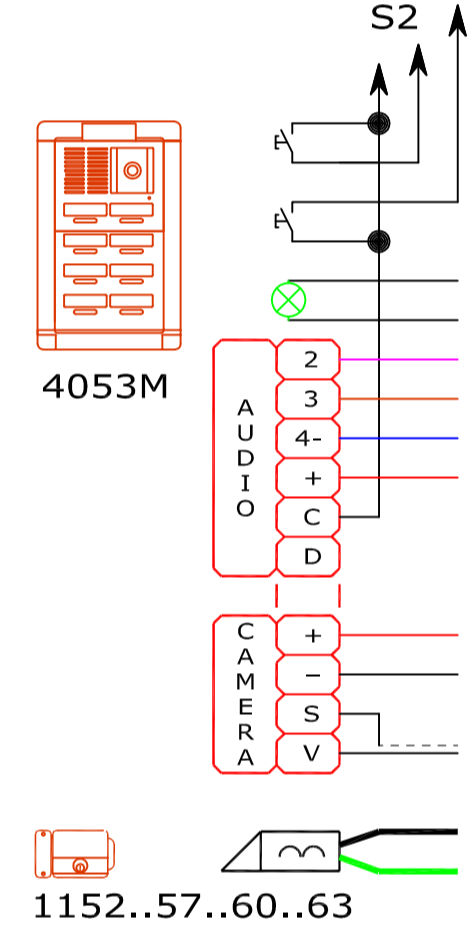 S2
4053M
AUDIO
2
3
4-
+
C
D
CAMERA
+
–
S
V
1152..57..60..63